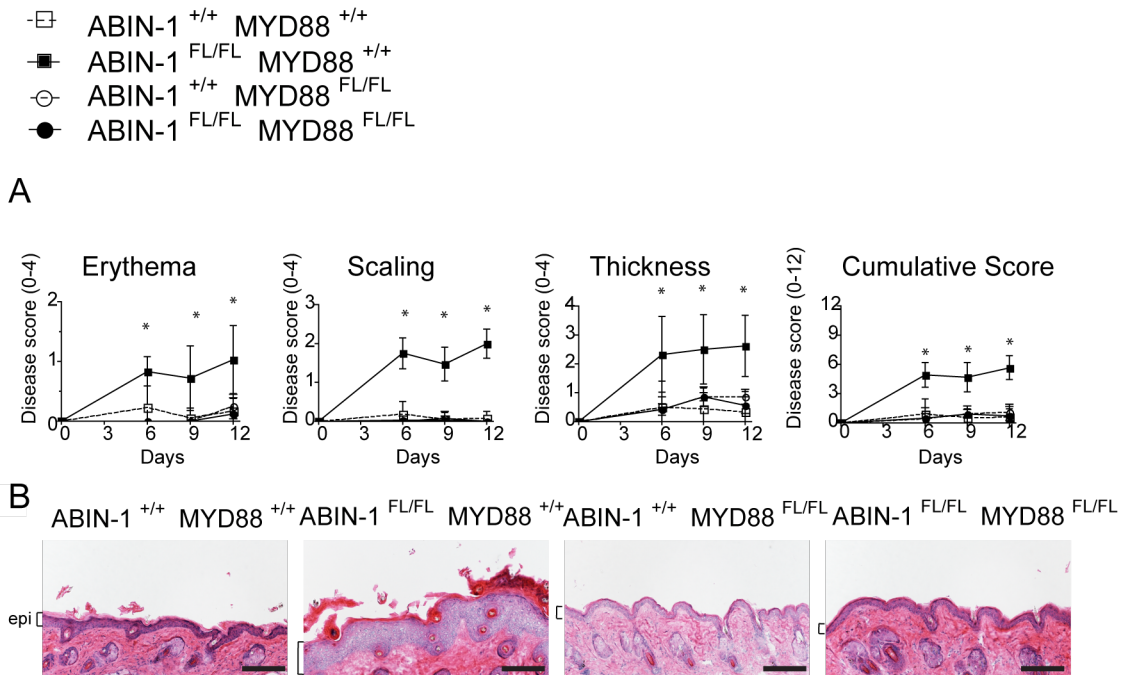 ABIN-1 +/+ MYD88 +/+
ABIN-1 FL/FL MYD88 +/+
ABIN-1 +/+ MYD88 FL/FL
ABIN-1 FL/FL MYD88 FL/FL
A
Erythema
Disease score (0-4)
2
1
0
* * *
0 3 6 9 12
Days
Scaling
Disease score (0-4)
3
2
1
0
* * *
0 3 6 9 12
Days
Thickness
Disease score (0-4)
4
3
2
1
0
* * *
0 3 6 9 12
Days
Cumulative Score
Disease score (0-12)
12
9
6
3
0
* * *
0 3 6 9 12
Days
B
ABIN-1 +/+ MYD88 +/+
ABIN-1 FL/FL MYD88 +/+
ABIN-1 +/+ MYD88 FL/FL
ABIN-1 FL/FL MYD88 FL/FL
epi